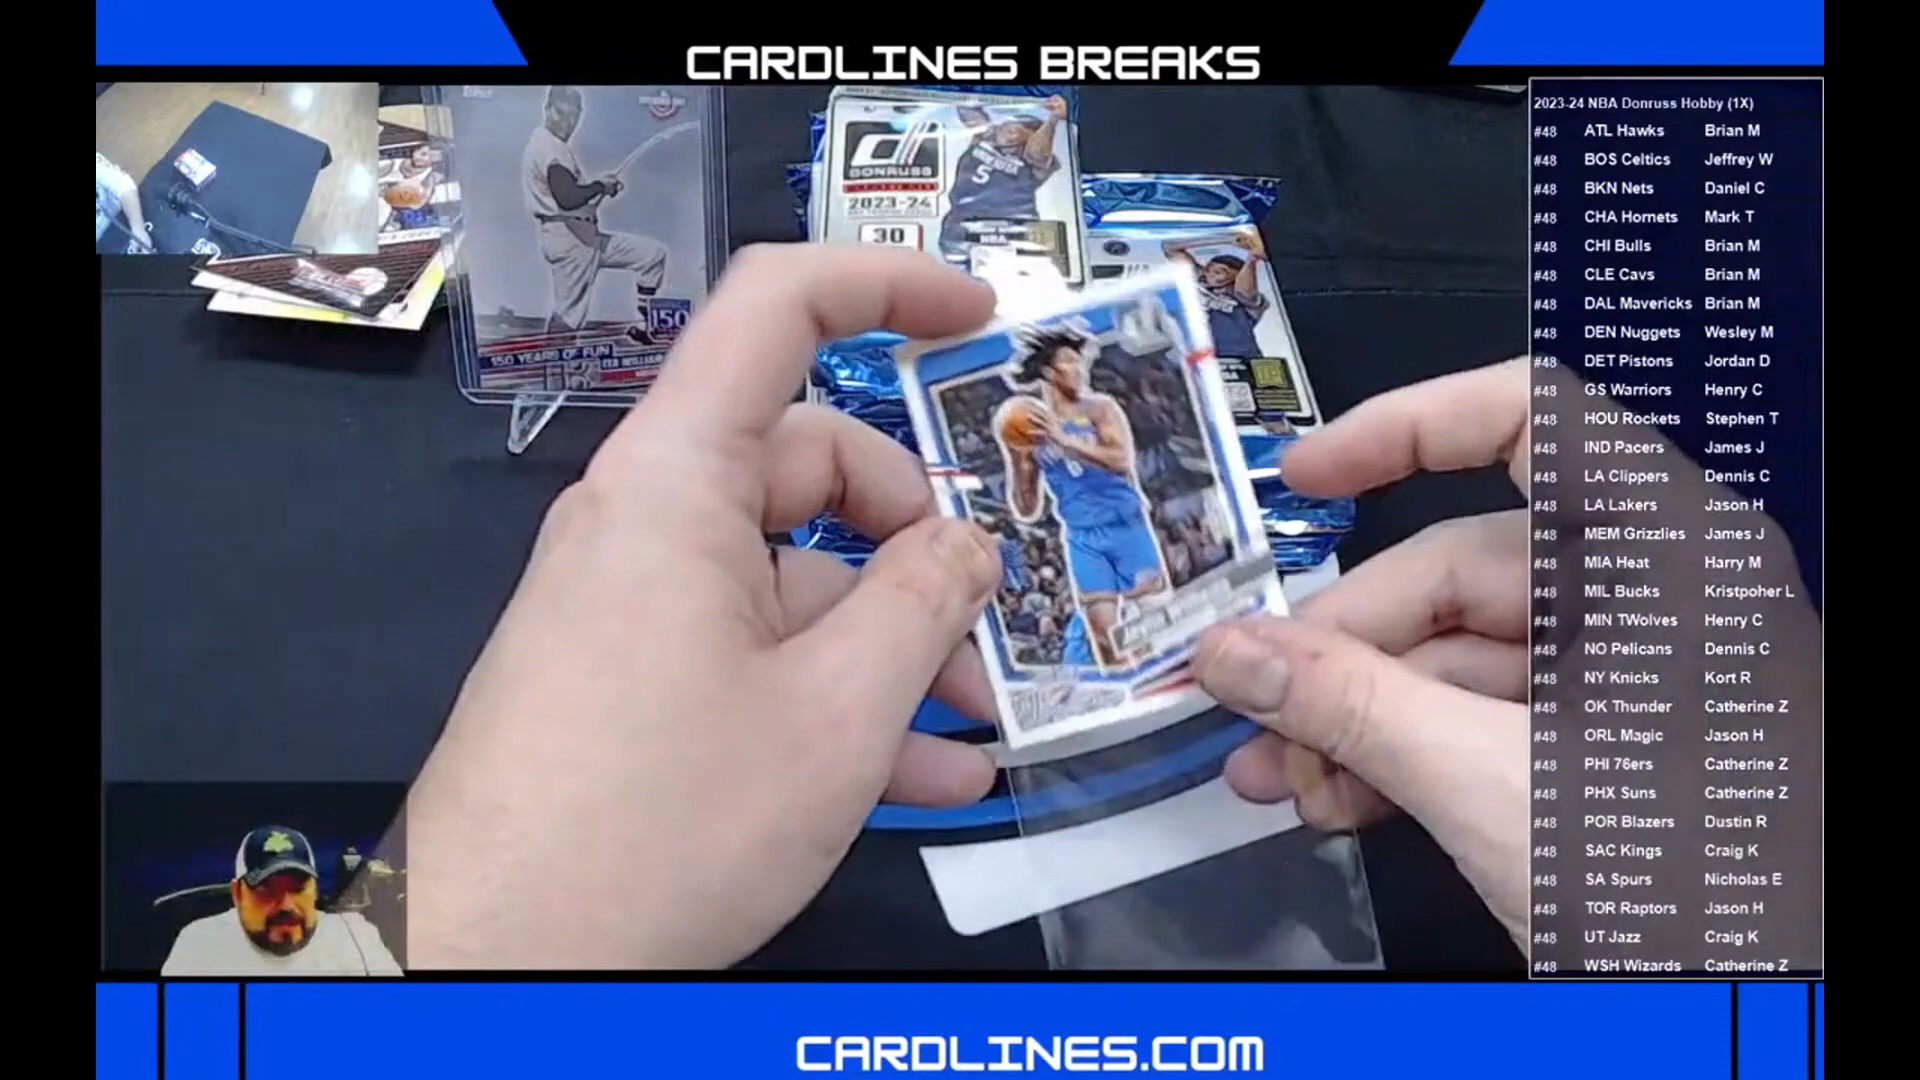 CARDLINES BREAKS
2023-24 NBA Donruss Hobby (1X)
#48 ATL Hawks Brian M
#48 BOS Celtics Jeffrey W
#48 BKN Nets Daniel C
#48 CHA Hornets Mark T
#48 CHI Bulls Brian M
#48 CLE Cavs Brian M
#48 DAL Mavericks Brian M
#48 DEN Nuggets Wesley M
#48 DET Pistons Jordan D
#48 GS Warriors Henry C
#48 HOU Rockets Stephen T
#48 IND Pacers James J
#48 LA Clippers Dennis C
#48 LA Lakers Jason H
#48 MEM Grizzlies James J
#48 MIA Heat Harry M
#48 MIL Bucks Kristpoher L
#48 MIN TWolves Henry C
#48 NO Pelicans Dennis C
#48 NY Knicks Kort R
#48 OK Thunder Catherine Z
#48 ORL Magic Jason H
#48 PHI 76ers Catherine Z
#48 PHX Suns Catherine Z
#48 POR Blazers Dustin R
#48 SAC Kings Craig K
#48 SA Spurs Nicholas E
#48 TOR Raptors Jason H
#48 UT Jazz Craig K
#48 WSH Wizards Catherine Z
DONRUSS
2023-24
30
5
150
150 YEARS OF FUN
CARDLINES.COM